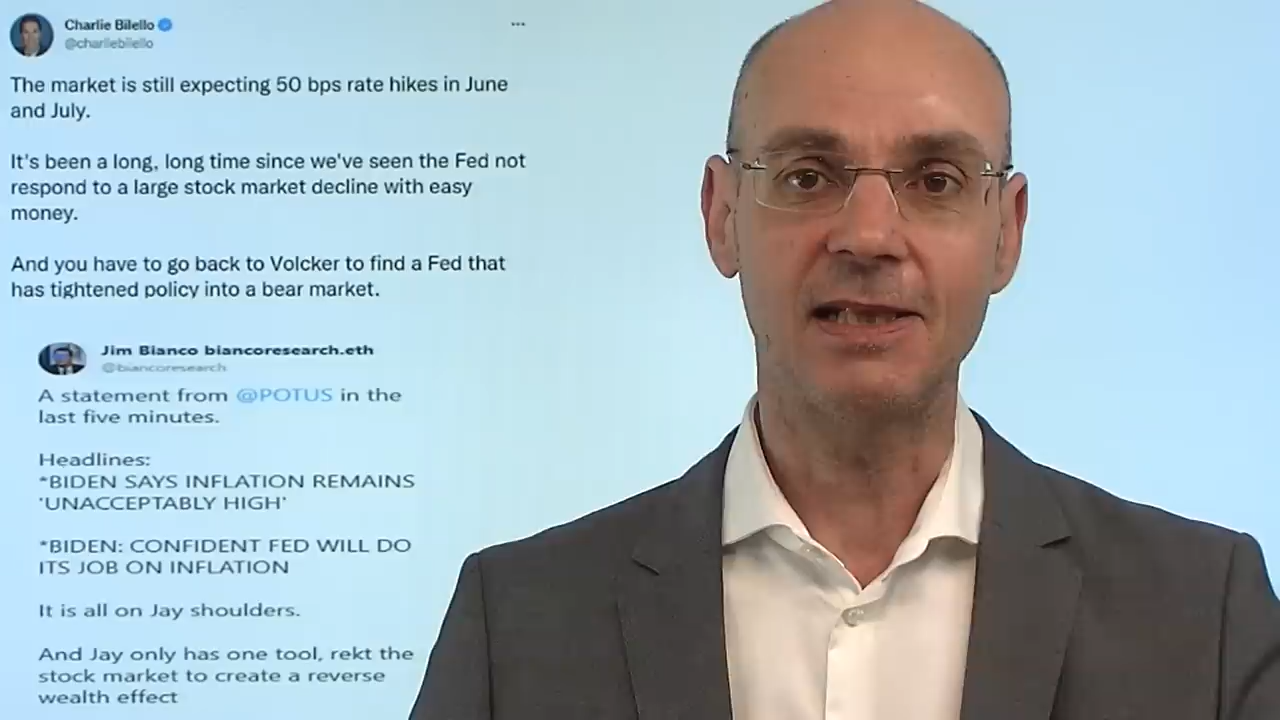 Charlie Bilello
@charliebilello
The market is still expecting 50 bps rate hikes in June
and July.
It's been a long, long time since we've seen the Fed not
respond to a large stock market decline with easy
money.
And you have to go back to Volcker to find a Fed that
has tightened policy into a bear market.
Jim Bianco biancoresearch.eth
@biancoresearch
A statement from @POTUS in the
last five minutes.
Headlines:
*BIDEN SAYS INFLATION REMAINS
'UNACCEPTABLY HIGH'
*BIDEN: CONFIDENT FED WILL DO
ITS JOB ON INFLATION
It is all on Jay shoulders.
And Jay only has one tool, rekt the
stock market to create a reverse
wealth effect